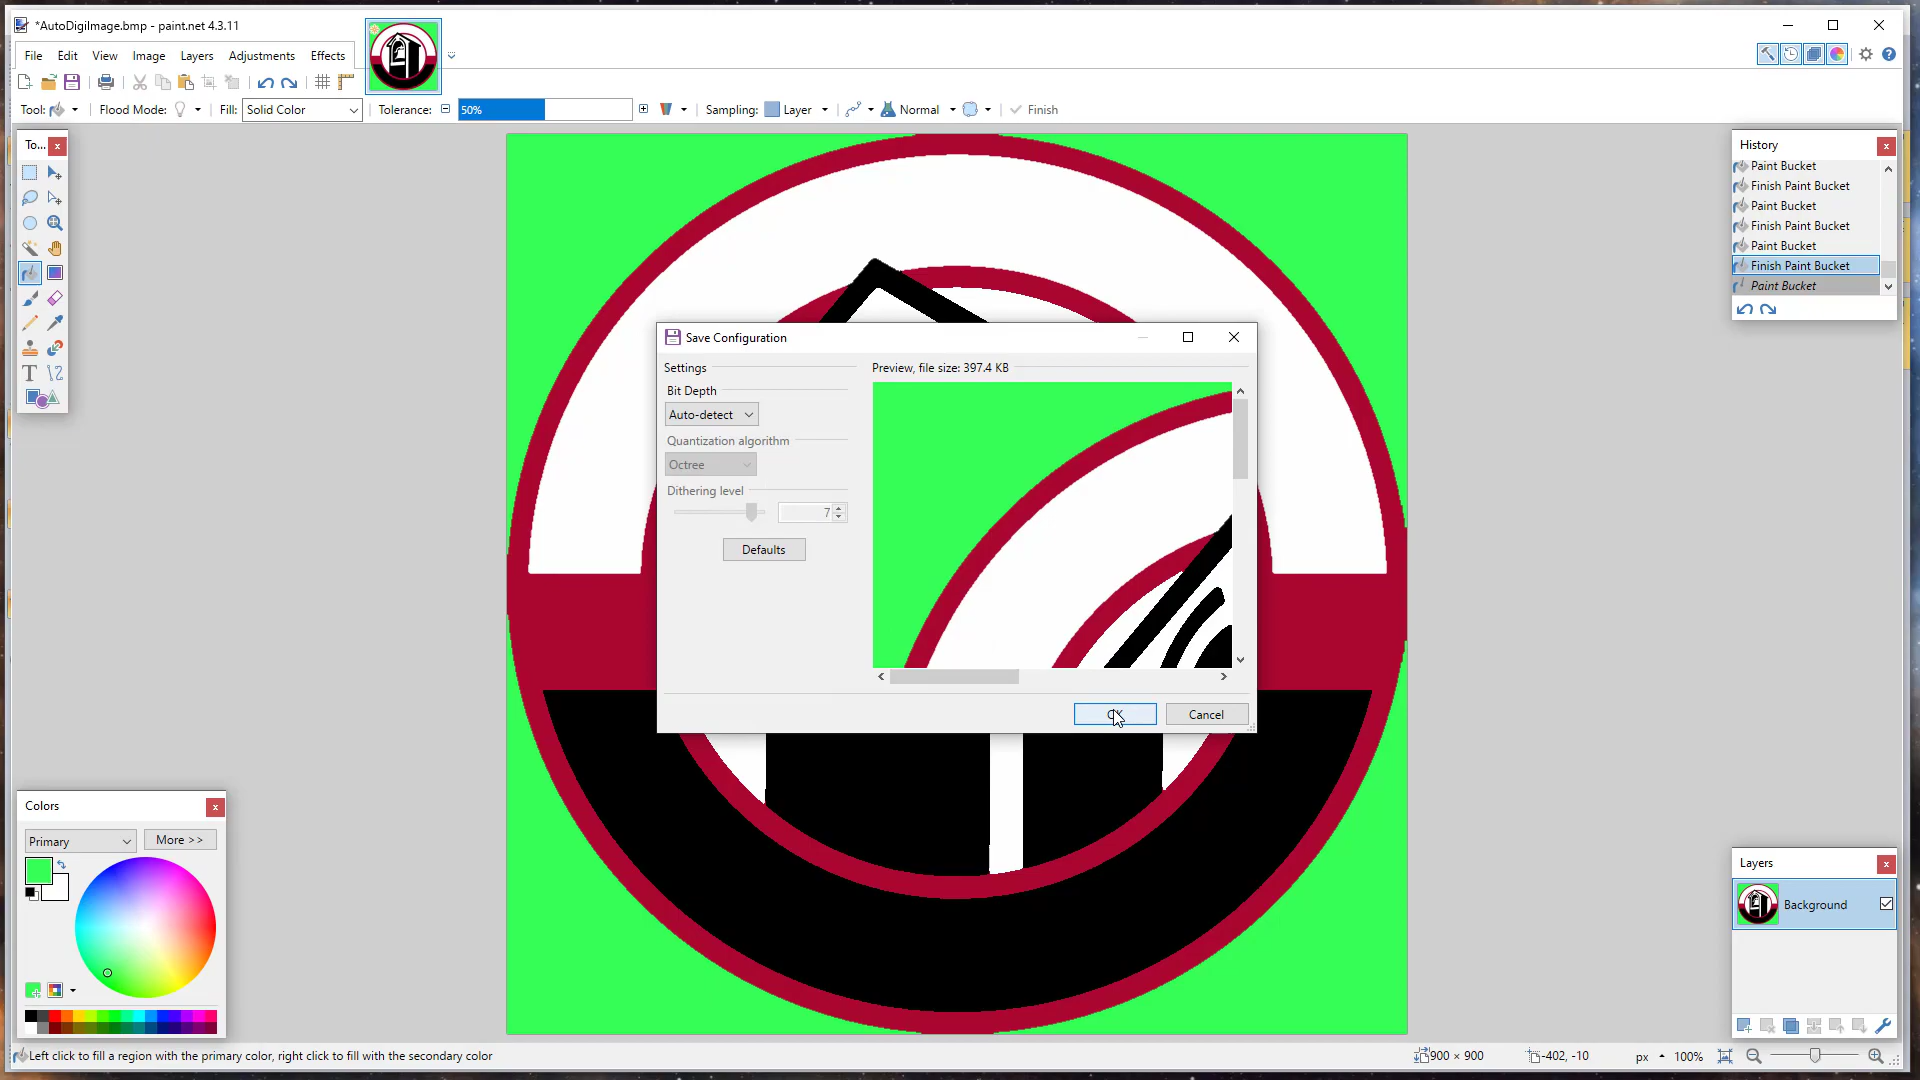 *AutoDigiImage.bmp - paint.net 4.3.11
File Edit View Image Layers Adjustments Effects
Tool: Flood Mode: Fill: Solid Color Tolerance: 50% Sampling: Layer Normal Finish
To...
History
Paint Bucket
Finish Paint Bucket
Paint Bucket
Finish Paint Bucket
Paint Bucket
Finish Paint Bucket
Paint Bucket
Save Configuration
Settings
Bit Depth
Auto-detect
Quantization algorithm
Octree
Dithering level
7
Defaults
Preview, file size: 397.4 KB
OK Cancel
Colors
Primary More >>
Layers
Background
Left click to fill a region with the primary color, right click to fill with the secondary color
900 × 900 -402, -10 px 100%